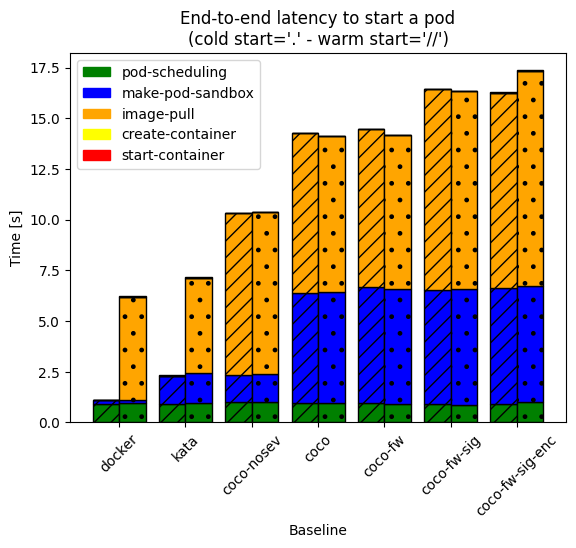 End-to-end latency to start a pod
(cold start='.' - warm start='//')
pod-scheduling
make-pod-sandbox
image-pull
create-container
start-container
Time [s]
17.5
15.0
12.5
10.0
7.5
5.0
2.5
0.0
docker
kata
coco-nosev
coco
coco-fw
coco-fw-sig
coco-fw-sig-enc
Baseline